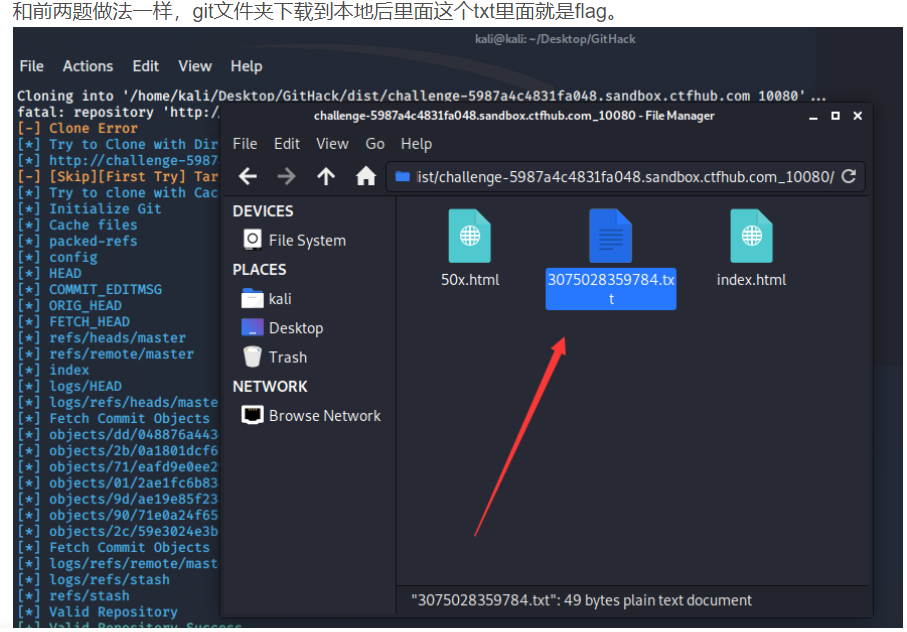 和前两题做法一样，git文件夹下载到本地后里面这个txt里面就是flag。
kali@kali: ~/Desktop/GitHack
File Actions Edit View Help
Cloning into '/home/kali/Desktop/GitHack/dist/challenge-5987a4c4831fa048.sandbox.ctfhub.com_10080' ...
fatal: repository 'http:/
[-] Clone Error
[*] Try to Clone with Dir
[*] http://challenge-5987
[-] [Skip][First Try] Tar
[*] Try to clone with Cac
[*] Initialize Git
[*] Cache files
[*] packed-refs
[*] config
[*] HEAD
[*] COMMIT_EDITMSG
[*] ORIG_HEAD
[*] FETCH_HEAD
[*] refs/heads/master
[*] refs/remote/master
[*] index
[*] logs/HEAD
[*] logs/refs/heads/maste
[*] Fetch Commit Objects
[*] objects/dd/048876a443
[*] objects/2b/0a1801dcf6
[*] objects/71/eafd9e0ee2
[*] objects/01/2ae1fc6b83
[*] objects/9d/ae19e85f23
[*] objects/90/71e0a24f65
[*] objects/2c/59e3024e3b
[*] Fetch Commit Objects
[*] logs/refs/remote/mast
[*] logs/refs/stash
[*] refs/stash
[*] Valid Repository
[+] Valid Repository Success
challenge-5987a4c4831fa048.sandbox.ctfhub.com_10080 - File Manager
File Edit View Go Help
ist/challenge-5987a4c4831fa048.sandbox.ctfhub.com_10080/
DEVICES
File System
PLACES
kali
Desktop
Trash
NETWORK
Browse Network
50x.html
3075028359784.tx
t
index.html
"3075028359784.txt": 49 bytes plain text document